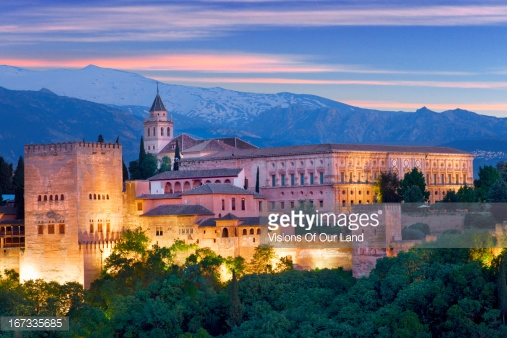 gettyimages
Visions Of Our Land
167335685